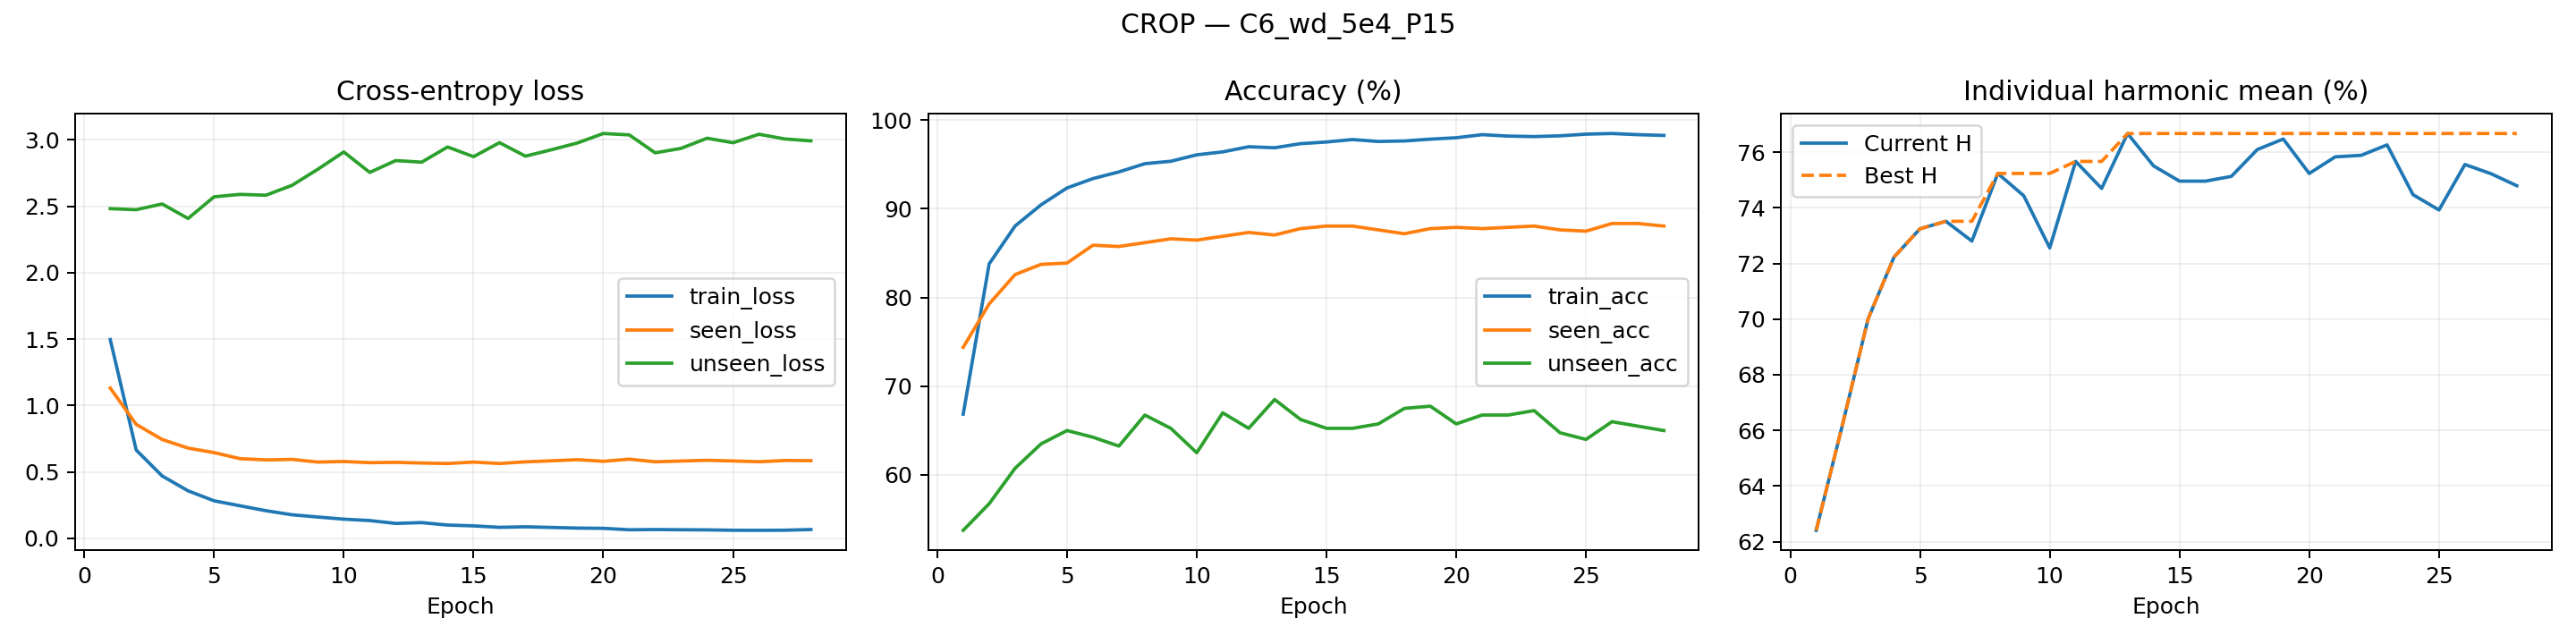 CROP — C6_wd_5e4_P15
Cross-entropy loss
3.0
2.5
2.0
1.5
1.0
0.5
0.0
train_loss
seen_loss
unseen_loss
0 5 10 15 20 25
Epoch
Accuracy (%)
100
90
80
70
60
train_acc
seen_acc
unseen_acc
0 5 10 15 20 25
Epoch
Individual harmonic mean (%)
76
74
72
70
68
66
64
62
Current H
Best H
0 5 10 15 20 25
Epoch